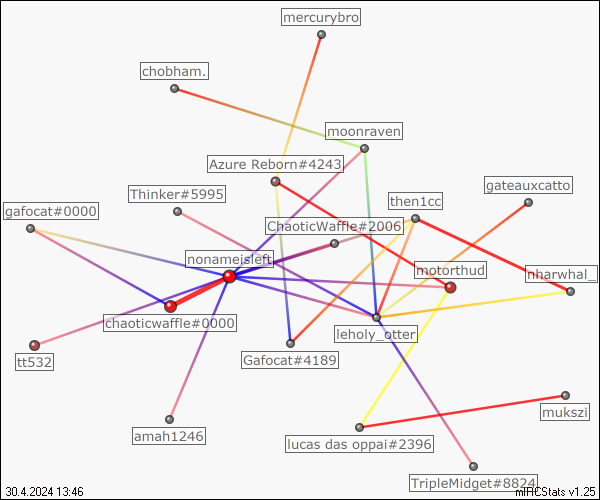 mercurybro
chobham.
moonraven
Azure Reborn#4243
Thinker#5995
gateauxcatto
then1cc
gafocat#0000
ChaoticWaffle#2006
nonameisleft
motorthud
nharwhal_
chaoticwaffle#0000
leholy_otter
tt532
Gafocat#4189
mukszi
amah1246
lucas das oppai#2396
TripleMidget#8824
30.4.2024 13:46
mIRCStats v1.25